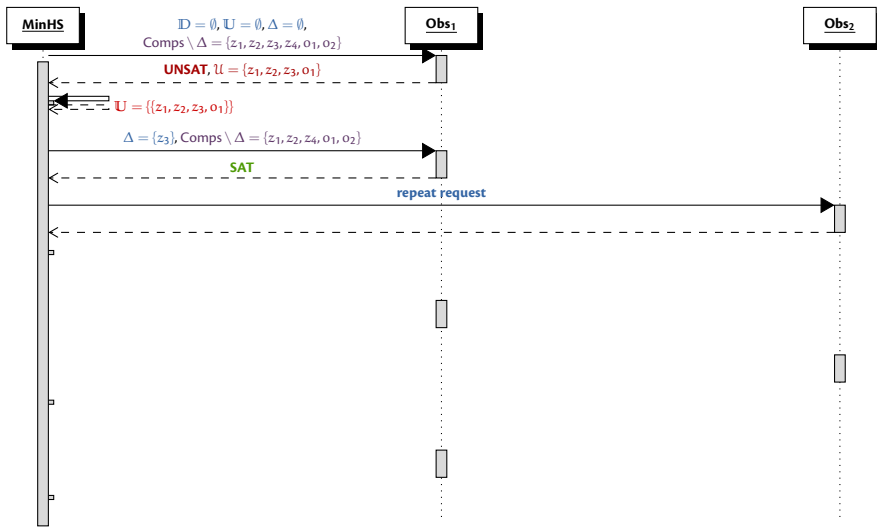 MinHS
Obs₁
Obs₂
𝔻 = ∅, 𝕌 = ∅, Δ = ∅,
Comps \ Δ = {z₁, z₂, z₃, z₄, o₁, o₂}
UNSAT, 𝒰 = {z₁, z₂, z₃, o₁}
𝕌 = {{z₁, z₂, z₃, o₁}}
Δ = {z₃}, Comps \ Δ = {z₁, z₂, z₄, o₁, o₂}
SAT
repeat request